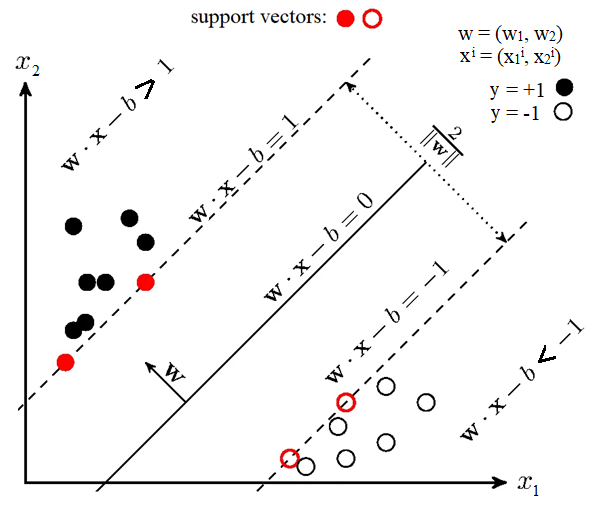 support vectors:
w = (w₁, w₂)
xⁱ = (x₁ⁱ, x₂ⁱ)
y = +1
y = -1
x₂
w · x − b > 1
w · x − b = 1
2
‖w‖
w · x − b = 0
w · x − b = −1
w · x − b < −1
w
x₁